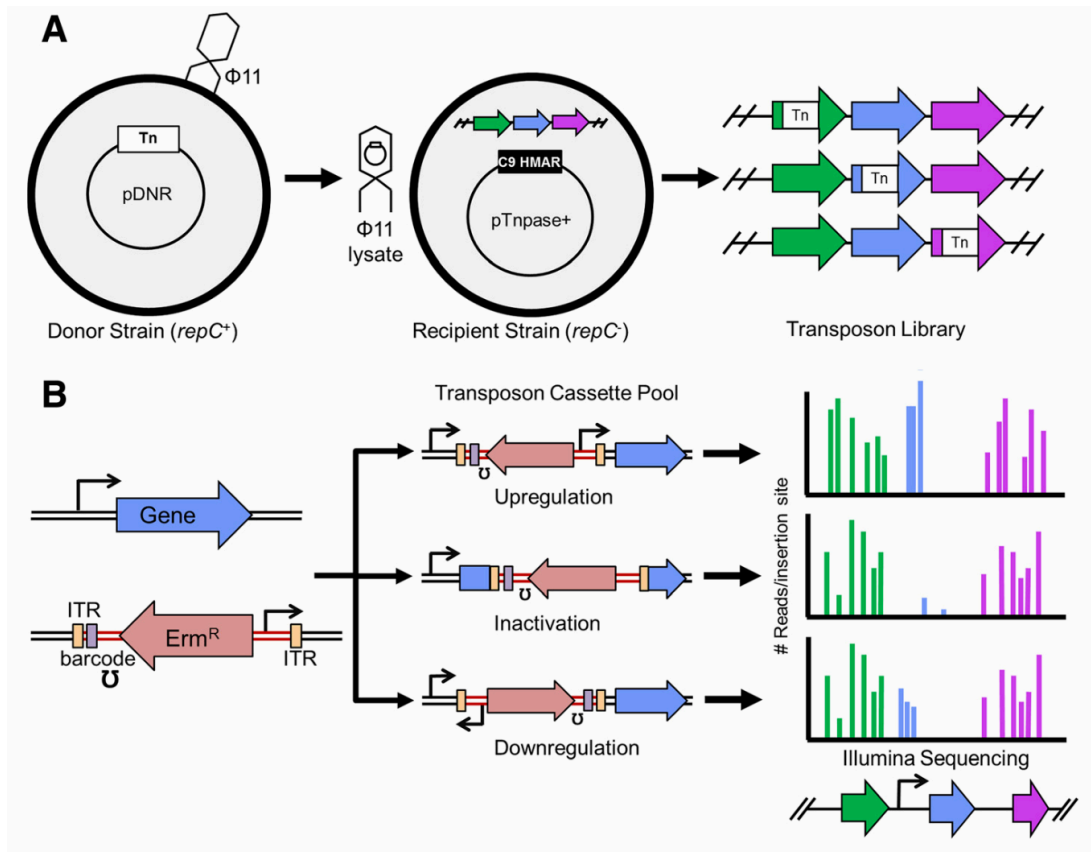 A
Φ11
Tn
pDNR
Donor Strain (repC+)
Φ11
lysate
C9 HMAR
pTnpase+
Recipient Strain (repC-)
Tn
Tn
Tn
Transposon Library
B
Gene
ITR
barcode
ErmR
ITR
Transposon Cassette Pool
Upregulation
Inactivation
Downregulation
# Reads/insertion site
Illumina Sequencing